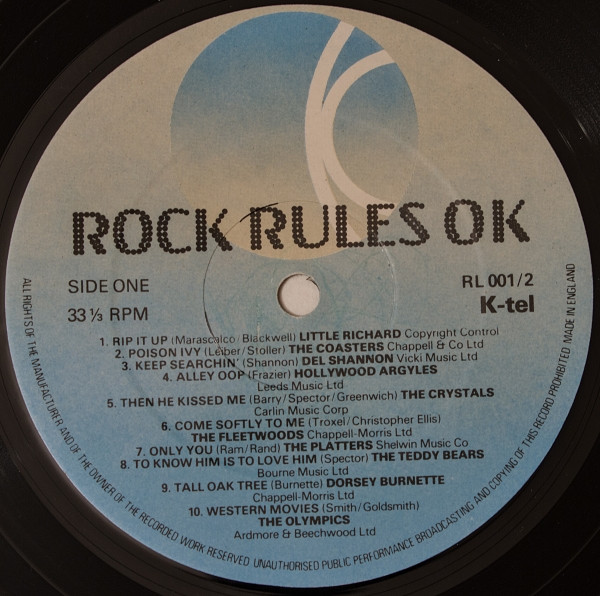 ROCK RULES OK
SIDE ONE
33 ⅓ RPM
RL 001/2
K-tel
1. RIP IT UP (Marascalco/Blackwell) LITTLE RICHARD Copyright Control
2. POISON IVY (Leiber/Stoller) THE COASTERS Chappell & Co Ltd
3. KEEP SEARCHIN' (Shannon) DEL SHANNON Vicki Music Ltd
4. ALLEY OOP (Frazier) HOLLYWOOD ARGYLES
Leeds Music Ltd
5. THEN HE KISSED ME (Barry/Spector/Greenwich) THE CRYSTALS
Carlin Music Corp
6. COME SOFTLY TO ME (Troxel/Christopher Ellis)
THE FLEETWOODS Chappell-Morris Ltd
7. ONLY YOU (Ram/Rand) THE PLATTERS Shelwin Music Co
8. TO KNOW HIM IS TO LOVE HIM (Spector) THE TEDDY BEARS
Bourne Music Ltd
9. TALL OAK TREE (Burnette) DORSEY BURNETTE
Chappell-Morris Ltd
10. WESTERN MOVIES (Smith/Goldsmith)
THE OLYMPICS
Ardmore & Beechwood Ltd
ALL RIGHTS OF THE MANUFACTURER AND OF THE OWNER OF THE RECORDED WORK RESERVED UNAUTHORISED PUBLIC PERFORMANCE BROADCASTING AND COPYING OF THIS RECORD PROHIBITED MADE IN ENGLAND